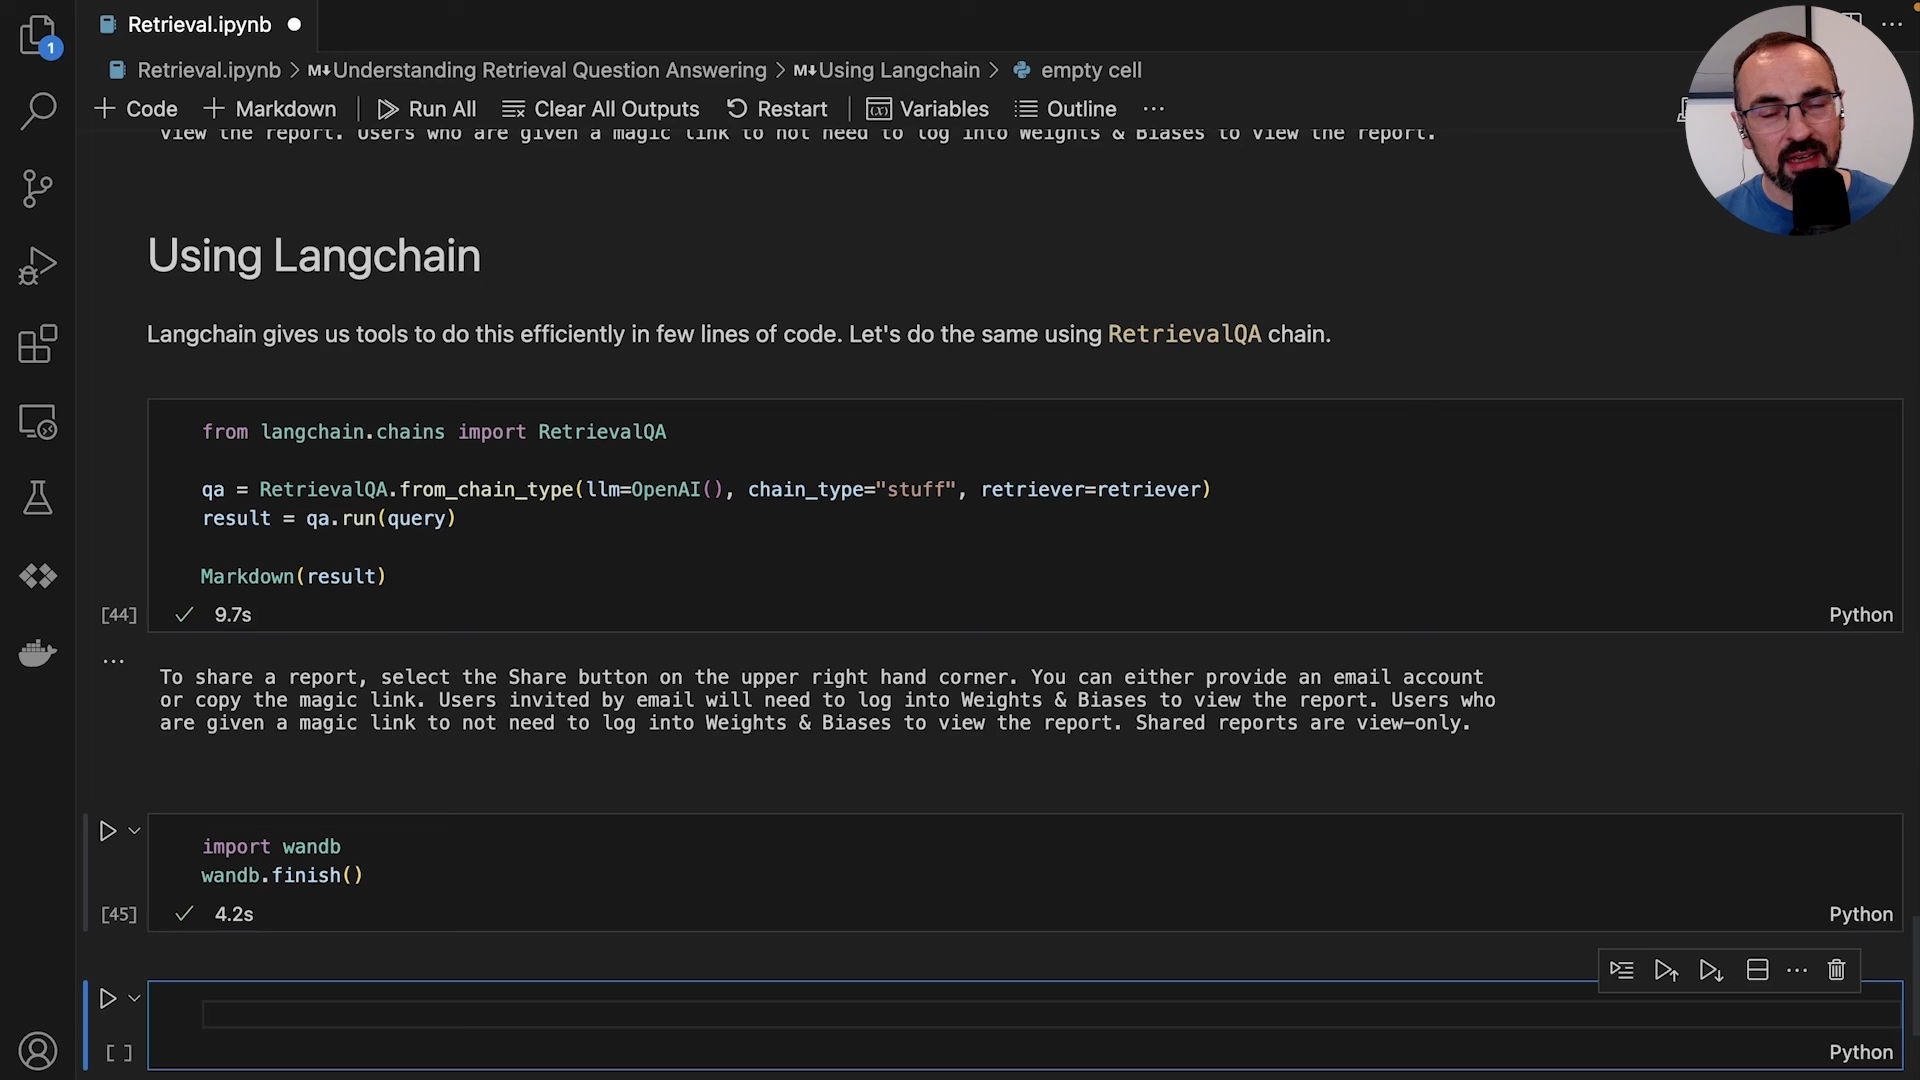 Retrieval.ipynb
1
Retrieval.ipynb > M↓Understanding Retrieval Question Answering > M↓Using Langchain > empty cell
+ Code + Markdown Run All Clear All Outputs Restart (x) Variables Outline ...
view the report. Users who are given a magic link to not need to log into Weights & Biases to view the report.
Using Langchain
Langchain gives us tools to do this efficiently in few lines of code. Let's do the same using RetrievalQA chain.
from langchain.chains import RetrievalQA
qa = RetrievalQA.from_chain_type(llm=OpenAI(), chain_type="stuff", retriever=retriever)
result = qa.run(query)
Markdown(result)
[44] ✓ 9.7s Python
...
To share a report, select the Share button on the upper right hand corner. You can either provide an email account
or copy the magic link. Users invited by email will need to log into Weights & Biases to view the report. Users who
are given a magic link to not need to log into Weights & Biases to view the report. Shared reports are view-only.
import wandb
wandb.finish()
[45] ✓ 4.2s Python
[ ] Python